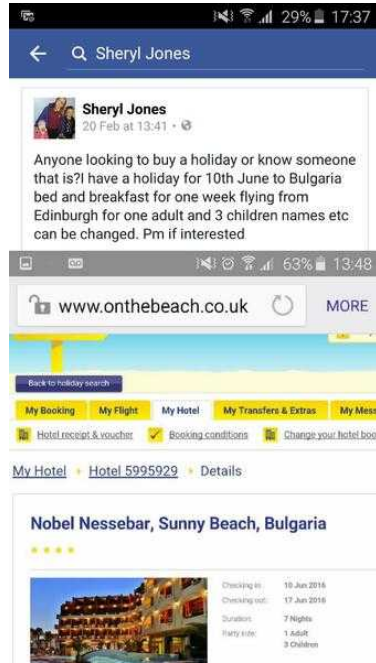 29% 17:37
Sheryl Jones
Sheryl Jones
20 Feb at 13:41 ·
Anyone looking to buy a holiday or know someone
that is?I have a holiday for 10th June to Bulgaria
bed and breakfast for one week flying from
Edinburgh for one adult and 3 children names etc
can be changed. Pm if interested
63% 13:48
www.onthebeach.co.uk MORE
Back to holiday search
My Booking My Flight My Hotel My Transfers & Extras My Mess
Hotel receipt & voucher Booking conditions Change your hotel boo
My Hotel Hotel 5995929 Details
Nobel Nessebar, Sunny Beach, Bulgaria
Checking in: 10 Jun 2016
Checking out: 17 Jun 2016
Duration: 7 Nights
Party size: 1 Adult
3 Children